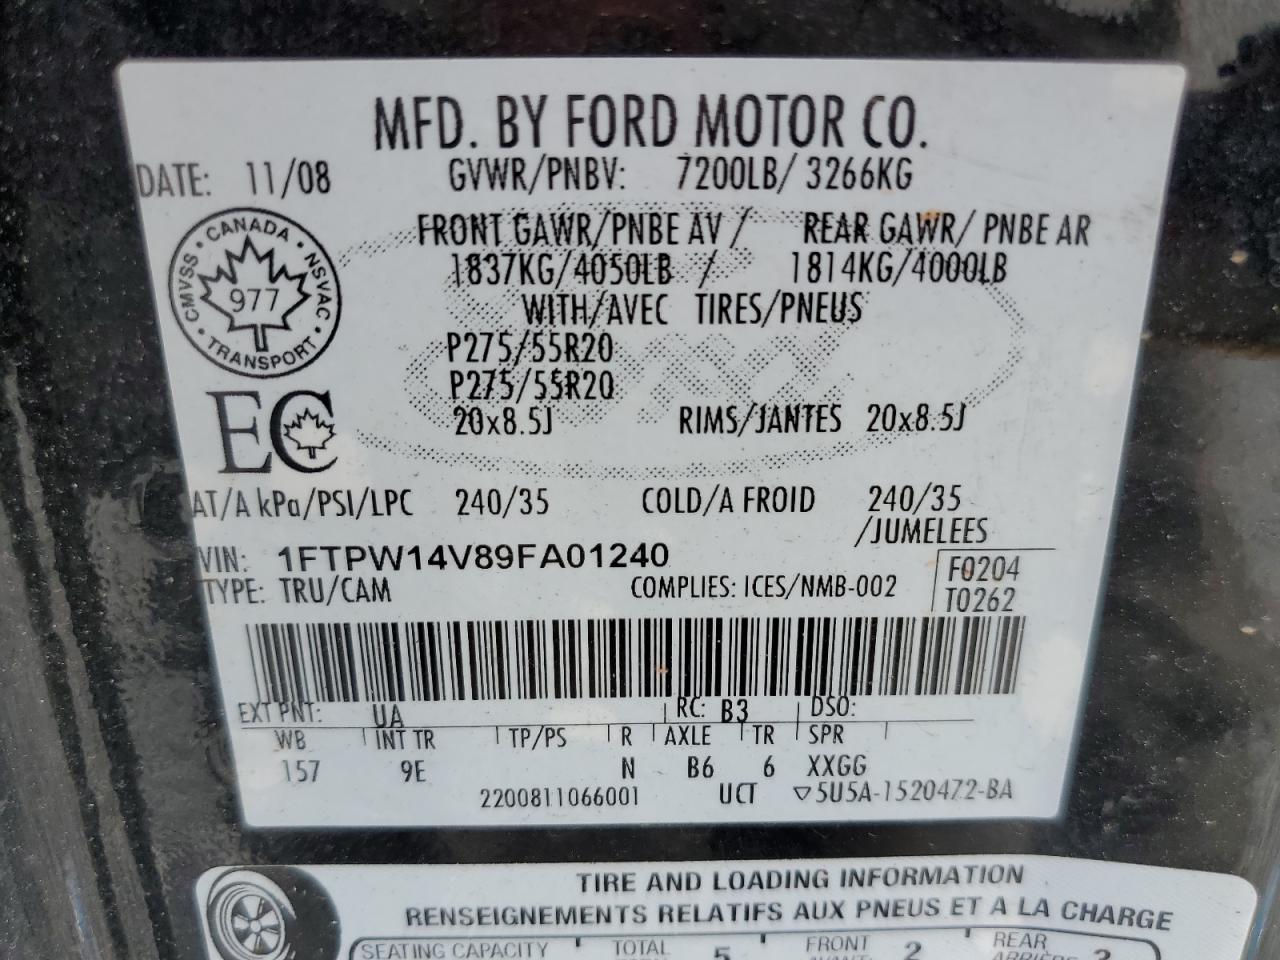 MFD. BY FORD MOTOR CO.
DATE: 11/08 GVWR/PNBV: 7200LB/ 3266KG
FRONT GAWR/PNBE AV / REAR GAWR/ PNBE AR
1837KG/4050LB / 1814KG/4000LB
WITH/AVEC TIRES/PNEUS
P275/55R20
P275/55R20
20x8.5J RIMS/JANTES 20x8.5J
CANADA
CMVSS • NSVAC
977
TRANSPORT
EC
AT/A kPa/PSI/LPC 240/35 COLD/A FROID 240/35
/JUMELEES
VIN: 1FTPW14V89FA01240
TYPE: TRU/CAM COMPLIES: ICES/NMB-002
F0204
T0262
EXT PNT: UA RC: B3 DSO:
WB INT TR TP/PS R AXLE TR SPR
157 9E N B6 6 XXGG
2200811066001 UCT ▽5U5A-1520472-BA
TIRE AND LOADING INFORMATION
RENSEIGNEMENTS RELATIFS AUX PNEUS ET A LA CHARGE
SEATING CAPACITY TOTAL 5 FRONT 2 REAR